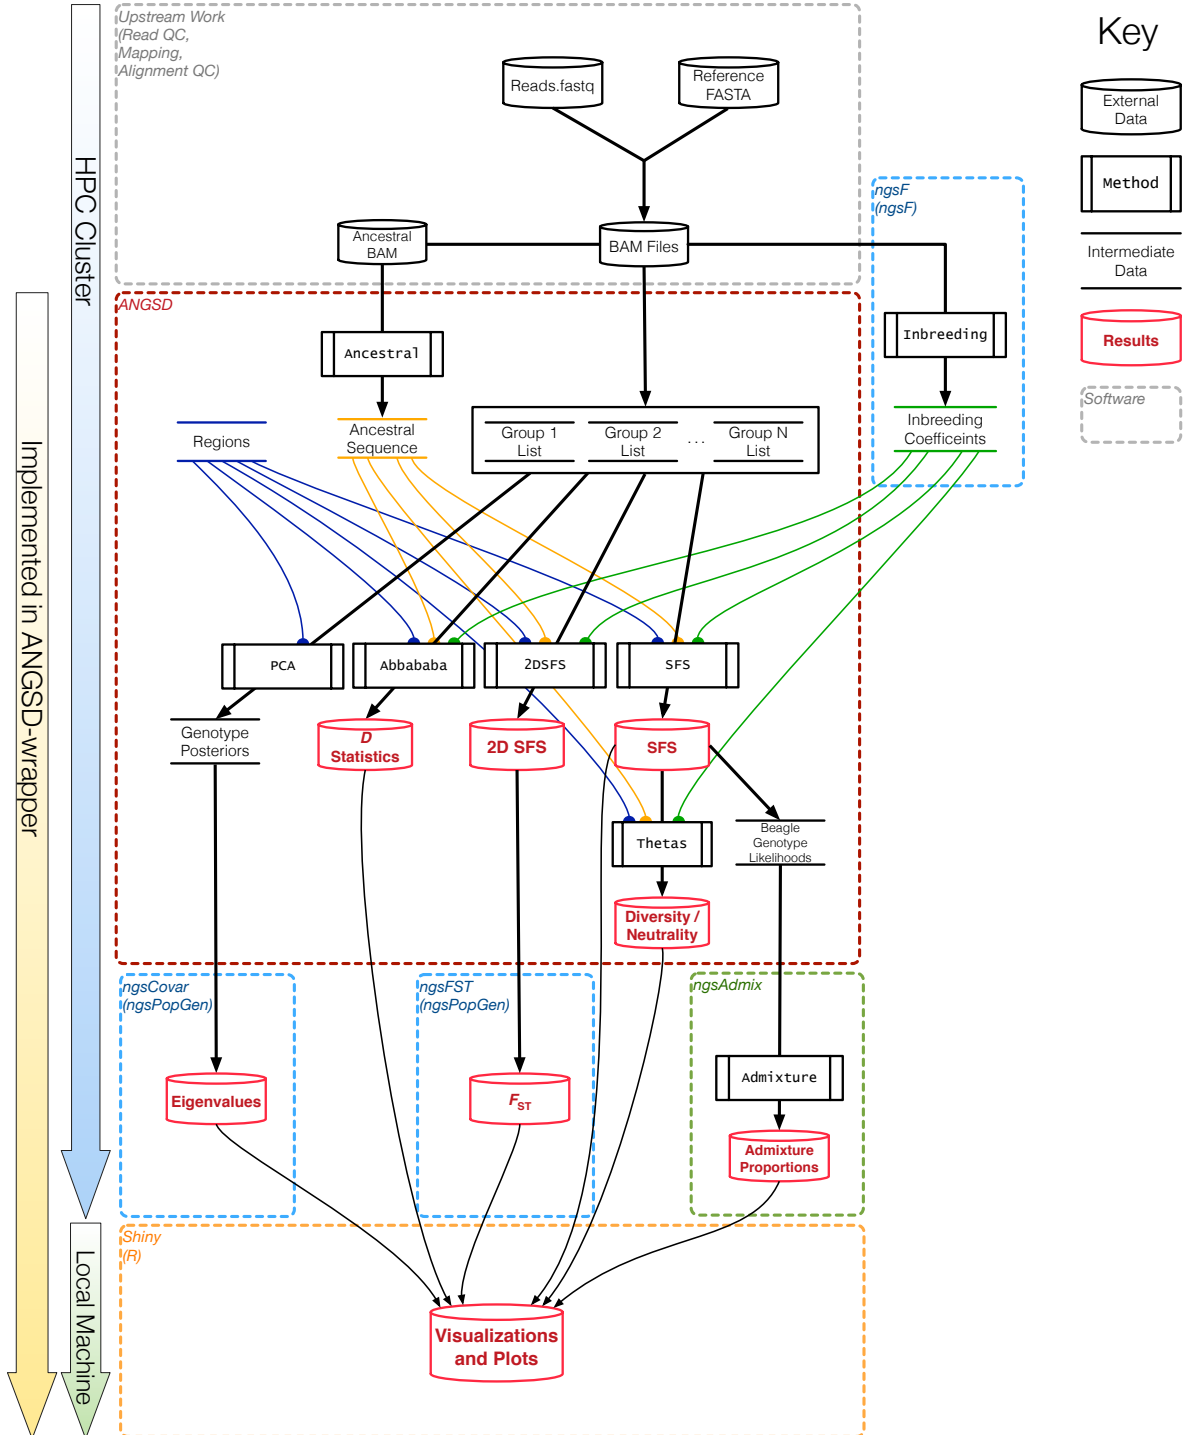 Upstream Work
(Read QC,
Mapping,
Alignment QC)
Reads.fastq
Reference
FASTA
Key
External
Data
Method
Intermediate
Data
Results
Software
HPC Cluster
Ancestral
BAM
BAM Files
ngsF
(ngsF)
Inbreeding
Inbreeding
Coefficeints
Implemented in ANGSD-wrapper
ANGSD
Ancestral
Regions
Ancestral
Sequence
Group 1
List
Group 2
List
...
Group N
List
PCA
Abbababa
2DSFS
SFS
Genotype
Posteriors
D
Statistics
2D SFS
SFS
Thetas
Beagle
Genotype
Likelihoods
Diversity /
Neutrality
ngsCovar
(ngsPopGen)
ngsFST
(ngsPopGen)
ngsAdmix
Eigenvalues
FST
Admixture
Admixture
Proportions
Local Machine
Shiny
(R)
Visualizations
and Plots